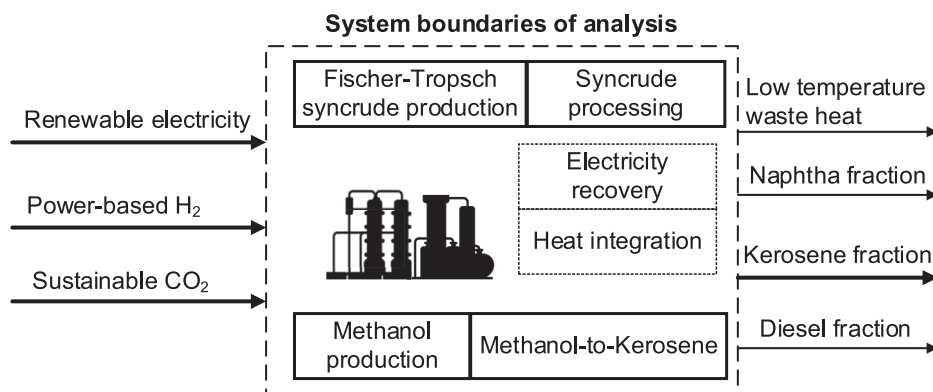 System boundaries of analysis
Renewable electricity
Power-based H₂
Sustainable CO₂
Fischer-Tropsch
syncrude production
Syncrude
processing
Electricity
recovery
Heat integration
Methanol
production
Methanol-to-Kerosene
Low temperature
waste heat
Naphtha fraction
Kerosene fraction
Diesel fraction